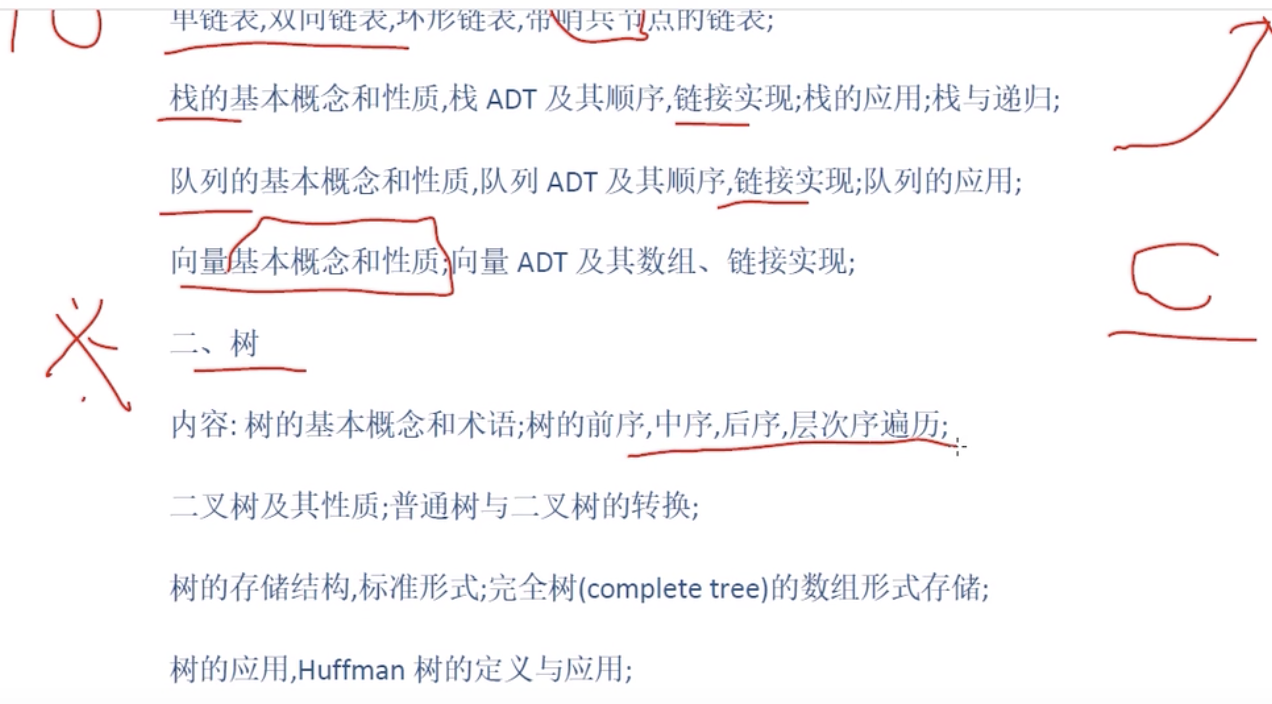 10
单链表,双向链表,环形链表,带哨兵节点的链表;
栈的基本概念和性质,栈 ADT 及其顺序,链接实现;栈的应用;栈与递归;
队列的基本概念和性质,队列 ADT 及其顺序,链接实现;队列的应用;
向量基本概念和性质;向量 ADT 及其数组、链接实现;
C
二、树
内容: 树的基本概念和术语;树的前序,中序,后序,层次序遍历;
二叉树及其性质;普通树与二叉树的转换;
树的存储结构,标准形式;完全树(complete tree)的数组形式存储;
树的应用,Huffman 树的定义与应用;